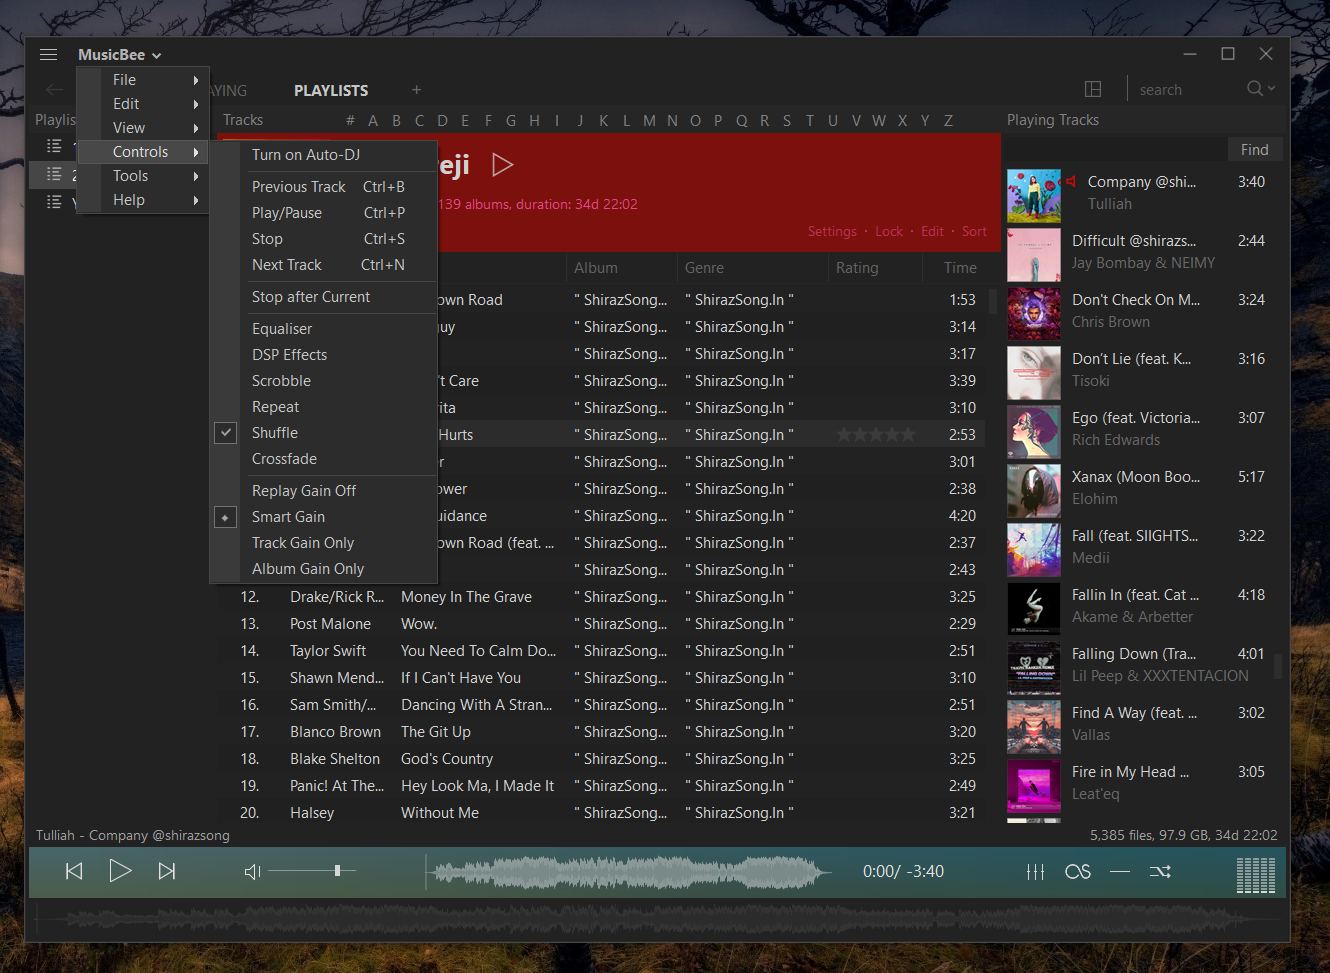 MusicBee
File
Edit
View
Controls
Tools
Help
YING
PLAYLISTS
+
search
Playlis
Tracks
# A B C D E F G H I J K L M N O P Q R S T U V W X Y Z
Playing Tracks
Find
Turn on Auto-DJ
Previous Track Ctrl+B
Play/Pause Ctrl+P
Stop Ctrl+S
Next Track Ctrl+N
Stop after Current
Equaliser
DSP Effects
Scrobble
Repeat
Shuffle
Crossfade
Replay Gain Off
Smart Gain
Track Gain Only
Album Gain Only
eji
139 albums, duration: 34d 22:02
Settings · Lock · Edit · Sort
Album Genre Rating Time
own Road " ShirazSong... " ShirazSong.In " 1:53
uy " ShirazSong... " ShirazSong.In " 3:14
" ShirazSong... " ShirazSong.In " 3:17
't Care " ShirazSong... " ShirazSong.In " 3:39
ita " ShirazSong... " ShirazSong.In " 3:10
Hurts " ShirazSong... " ShirazSong.In " 2:53
r " ShirazSong... " ShirazSong.In " 3:01
ower " ShirazSong... " ShirazSong.In " 2:38
uidance " ShirazSong... " ShirazSong.In " 4:20
own Road (feat. ... " ShirazSong... " ShirazSong.In " 2:37
" ShirazSong... " ShirazSong.In " 2:43
12. Drake/Rick R... Money In The Grave " ShirazSong... " ShirazSong.In " 3:25
13. Post Malone Wow. " ShirazSong... " ShirazSong.In " 2:29
14. Taylor Swift You Need To Calm Do... " ShirazSong... " ShirazSong.In " 2:51
15. Shawn Mend... If I Can't Have You " ShirazSong... " ShirazSong.In " 3:10
16. Sam Smith/... Dancing With A Stran... " ShirazSong... " ShirazSong.In " 2:51
17. Blanco Brown The Git Up " ShirazSong... " ShirazSong.In " 3:20
18. Blake Shelton God's Country " ShirazSong... " ShirazSong.In " 3:25
19. Panic! At The... Hey Look Ma, I Made It " ShirazSong... " ShirazSong.In " 2:49
20. Halsey Without Me " ShirazSong... " ShirazSong.In " 3:21
Company @shi... 3:40
Tulliah
Difficult @shirazs... 2:44
Jay Bombay & NEIMY
Don't Check On M... 3:24
Chris Brown
Don't Lie (feat. K... 3:16
Tisoki
Ego (feat. Victoria... 3:07
Rich Edwards
Xanax (Moon Boo... 5:17
Elohim
Fall (feat. SIIGHTS... 3:22
Medii
Fallin In (feat. Cat ... 4:18
Akame & Arbetter
Falling Down (Tra... 4:01
Lil Peep & XXXTENTACION
Find A Way (feat. ... 3:02
Vallas
Fire in My Head ... 3:05
Leat'eq
Tulliah - Company @shirazsong
5,385 files, 97.9 GB, 34d 22:02
0:00/ -3:40